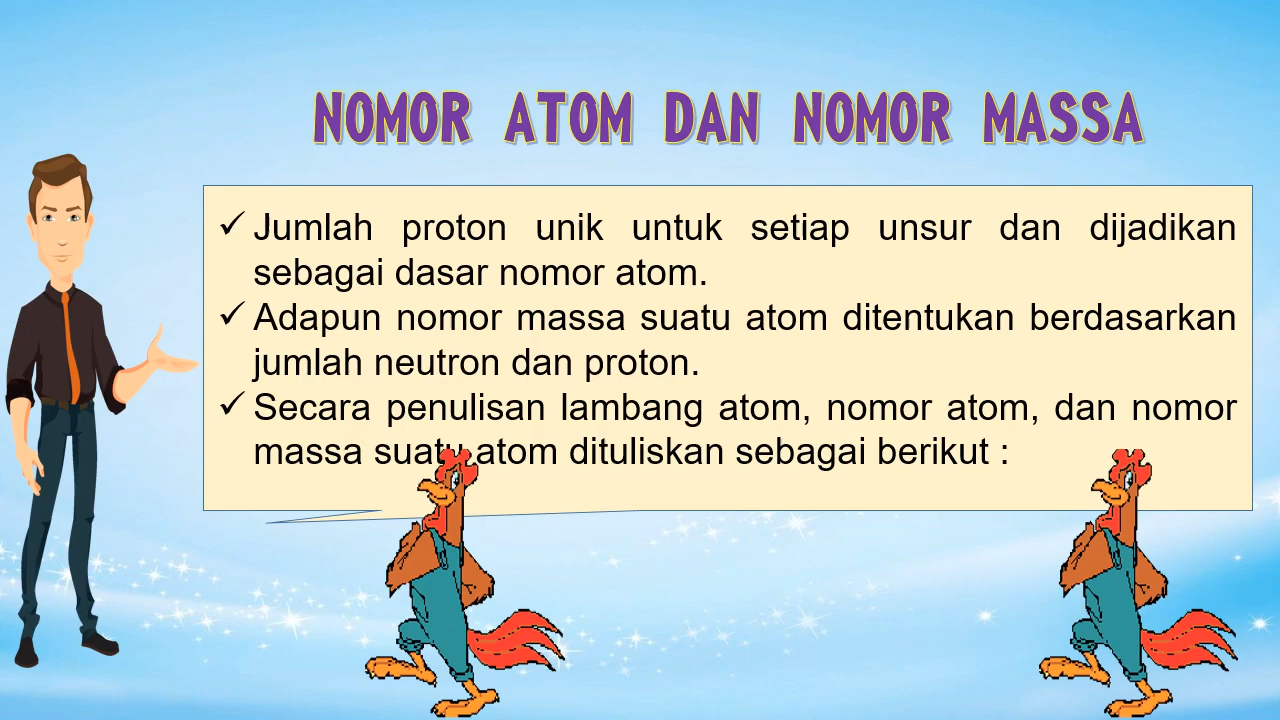 NOMOR ATOM DAN NOMOR MASSA
✓ Jumlah proton unik untuk setiap unsur dan dijadikan
sebagai dasar nomor atom.
✓ Adapun nomor massa suatu atom ditentukan berdasarkan
jumlah neutron dan proton.
✓ Secara penulisan lambang atom, nomor atom, dan nomor
massa suatu atom dituliskan sebagai berikut :